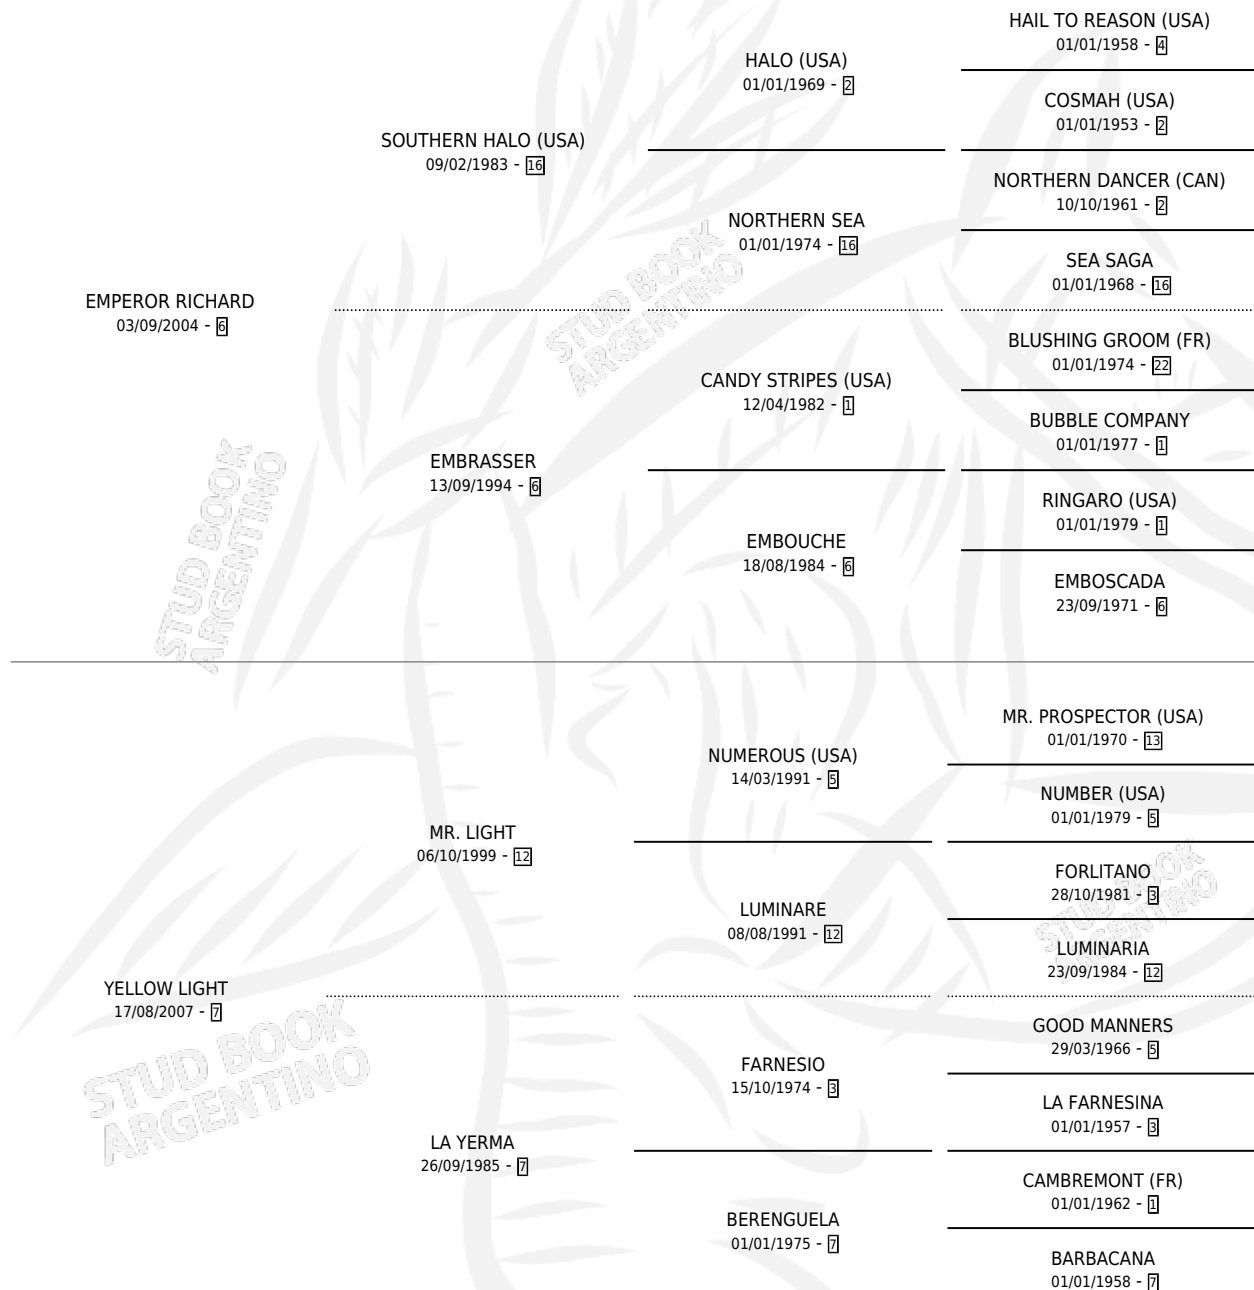 HAIL TO REASON (USA)
01/01/1958 - 4
HALO (USA)
01/01/1969 - 2
COSMAH (USA)
01/01/1953 - 2
SOUTHERN HALO (USA)
09/02/1983 - 16
NORTHERN DANCER (CAN)
10/10/1961 - 2
NORTHERN SEA
01/01/1974 - 16
SEA SAGA
01/01/1968 - 16
EMPEROR RICHARD
03/09/2004 - 6
STUD BOOK
ARGENTINO
BLUSHING GROOM (FR)
01/01/1974 - 22
CANDY STRIPES (USA)
12/04/1982 - 1
BUBBLE COMPANY
01/01/1977 - 1
EMBRASSER
13/09/1994 - 6
RINGARO (USA)
01/01/1979 - 1
EMBOUCHE
18/08/1984 - 6
EMBOSCADA
23/09/1971 - 6
STUD BOOK
ARGENTINO
MR. PROSPECTOR (USA)
01/01/1970 - 13
NUMEROUS (USA)
14/03/1991 - 5
NUMBER (USA)
01/01/1979 - 5
MR. LIGHT
06/10/1999 - 12
FORLITANO
28/10/1981 - 3
LUMINARE
08/08/1991 - 12
LUMINARIA
23/09/1984 - 12
STUD BOOK
ARGENTINO
YELLOW LIGHT
17/08/2007 - 7
GOOD MANNERS
29/03/1966 - 5
FARNESIO
15/10/1974 - 3
LA FARNESINA
01/01/1957 - 3
STUD BOOK
ARGENTINO
LA YERMA
26/09/1985 - 7
CAMBREMONT (FR)
01/01/1962 - 1
BERENGUELA
01/01/1975 - 7
BARBACANA
01/01/1958 - 7